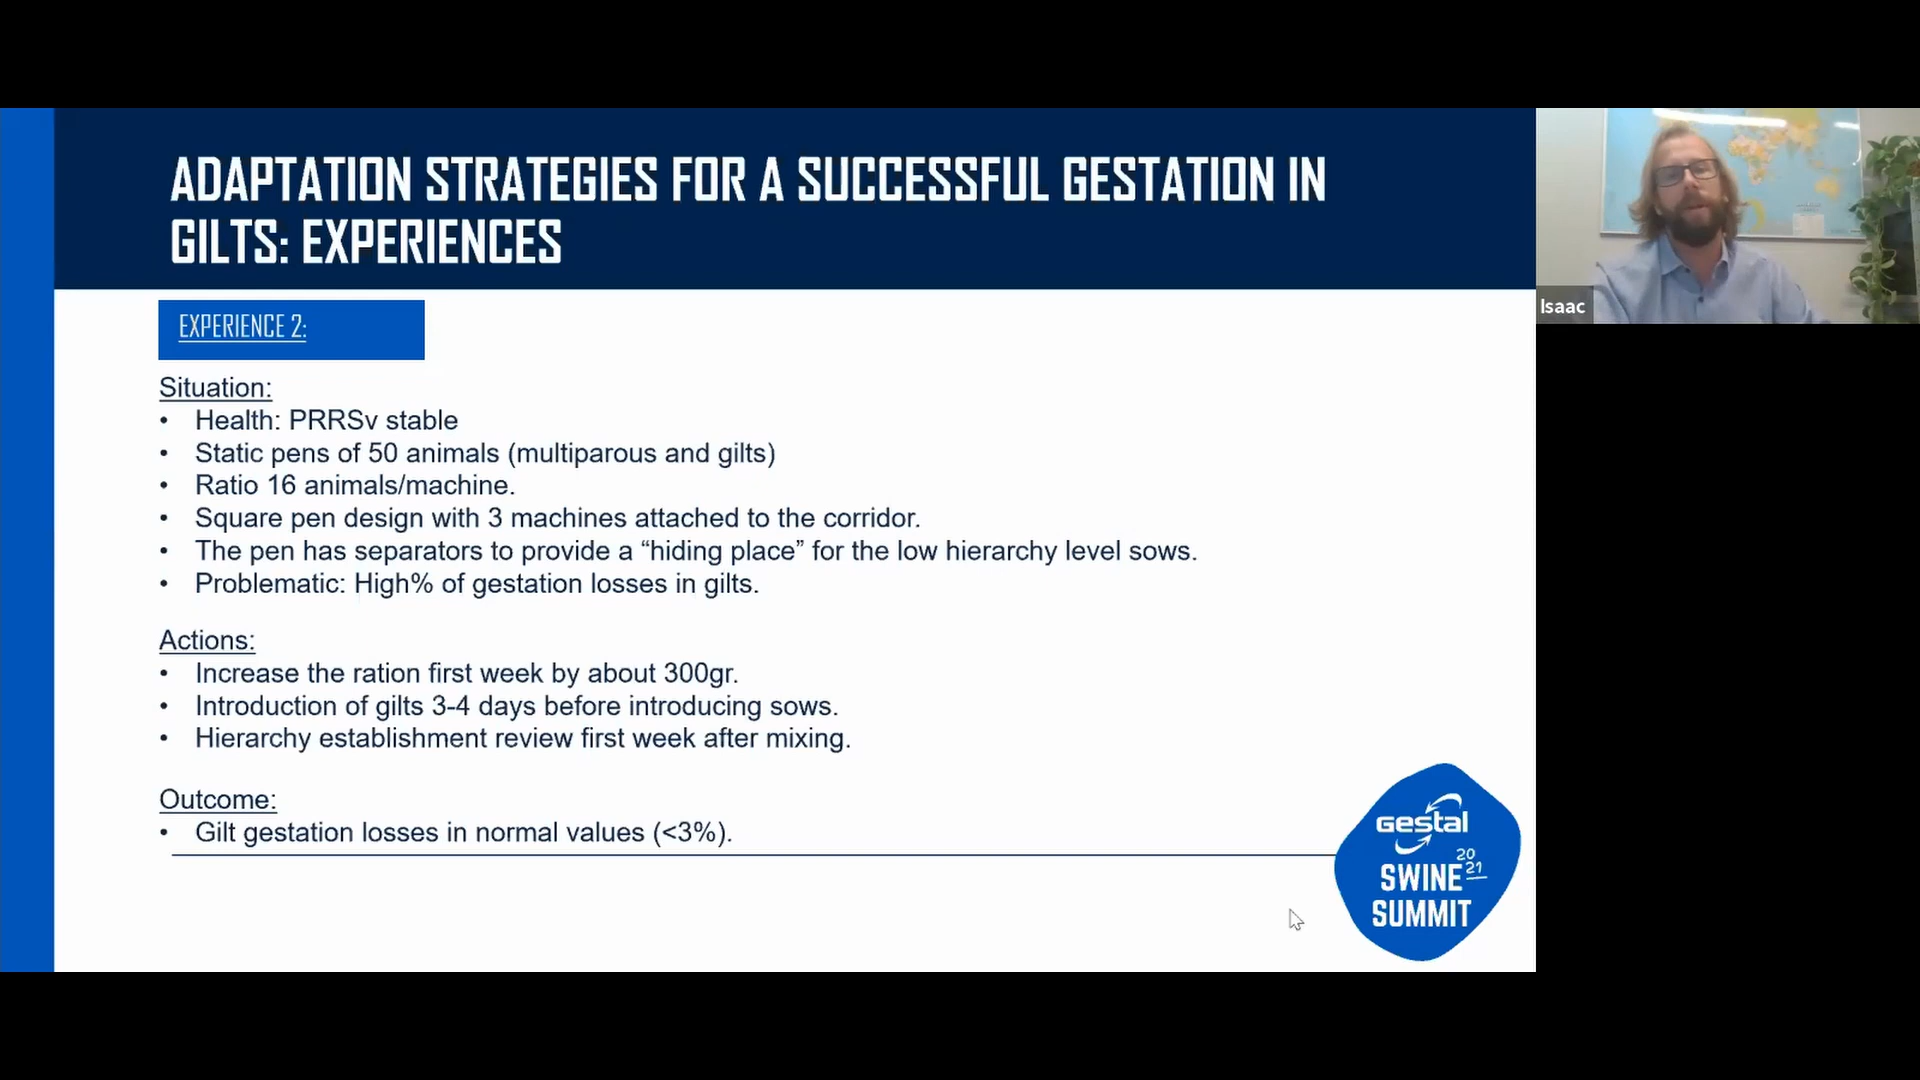 ADAPTATION STRATEGIES FOR A SUCCESSFUL GESTATION IN
GILTS: EXPERIENCES
Isaac
EXPERIENCE 2:
Situation:
• Health: PRRSv stable
• Static pens of 50 animals (multiparous and gilts)
• Ratio 16 animals/machine.
• Square pen design with 3 machines attached to the corridor.
• The pen has separators to provide a “hiding place” for the low hierarchy level sows.
• Problematic: High% of gestation losses in gilts.
Actions:
• Increase the ration first week by about 300gr.
• Introduction of gilts 3-4 days before introducing sows.
• Hierarchy establishment review first week after mixing.
Outcome:
• Gilt gestation losses in normal values (<3%).
Gestal
20
21
SWINE
SUMMIT